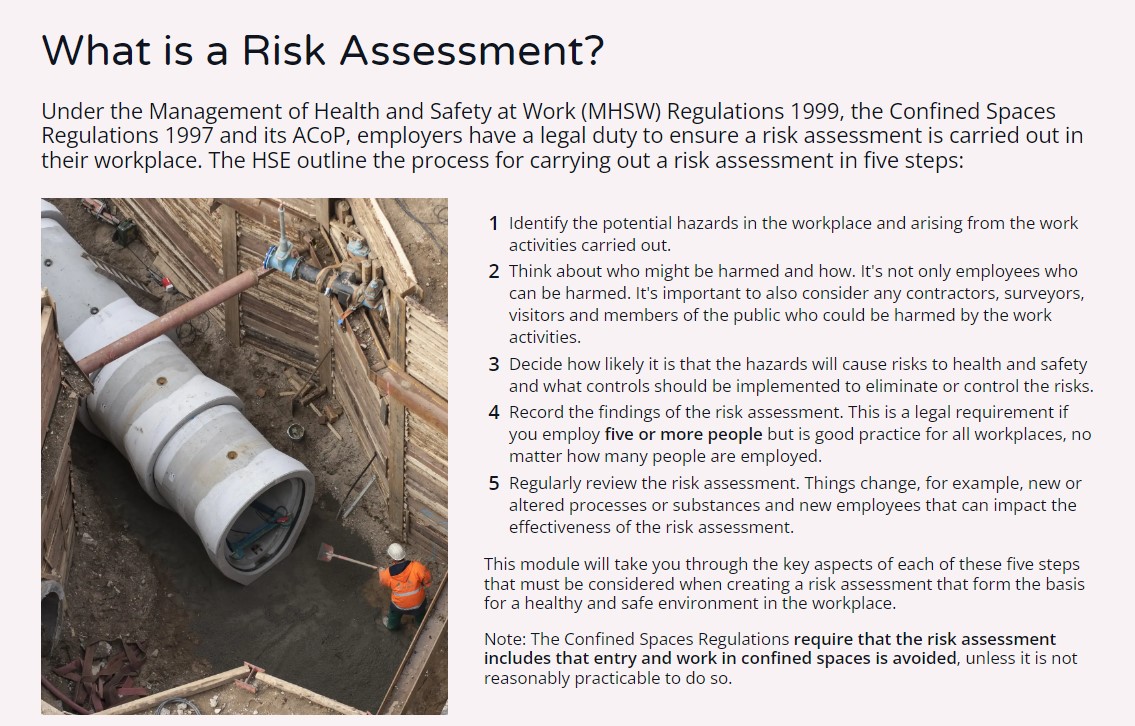 What is a Risk Assessment?
Under the Management of Health and Safety at Work (MHSW) Regulations 1999, the Confined Spaces
Regulations 1997 and its ACoP, employers have a legal duty to ensure a risk assessment is carried out in
their workplace. The HSE outline the process for carrying out a risk assessment in five steps:
1 Identify the potential hazards in the workplace and arising from the work
activities carried out.
2 Think about who might be harmed and how. It's not only employees who
can be harmed. It's important to also consider any contractors, surveyors,
visitors and members of the public who could be harmed by the work
activities.
3 Decide how likely it is that the hazards will cause risks to health and safety
and what controls should be implemented to eliminate or control the risks.
4 Record the findings of the risk assessment. This is a legal requirement if
you employ five or more people but is good practice for all workplaces, no
matter how many people are employed.
5 Regularly review the risk assessment. Things change, for example, new or
altered processes or substances and new employees that can impact the
effectiveness of the risk assessment.
This module will take you through the key aspects of each of these five steps
that must be considered when creating a risk assessment that form the basis
for a healthy and safe environment in the workplace.
Note: The Confined Spaces Regulations require that the risk assessment
includes that entry and work in confined spaces is avoided, unless it is not
reasonably practicable to do so.